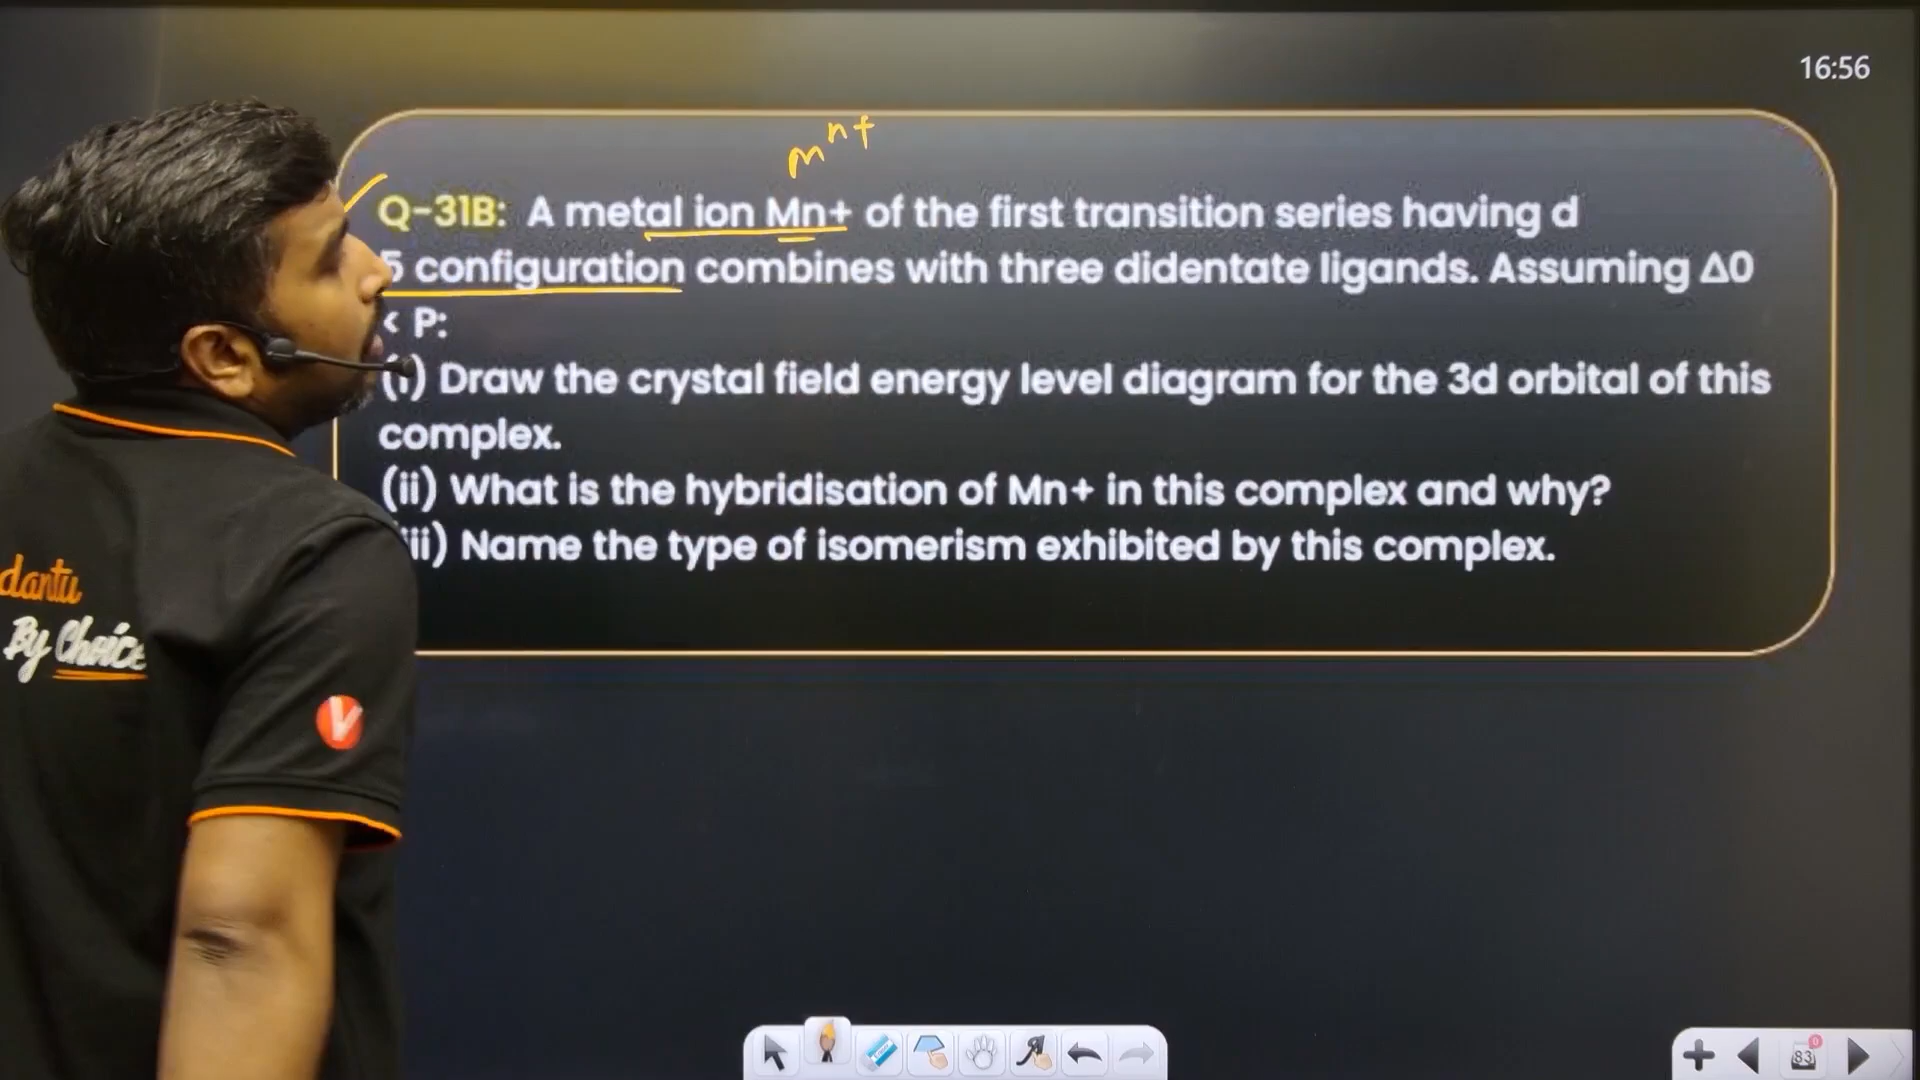 16:56
M n+
Q-31B: A metal ion Mn+ of the first transition series having d
5 configuration combines with three didentate ligands. Assuming Δ0
< P:
(i) Draw the crystal field energy level diagram for the 3d orbital of this
complex.
(ii) What is the hybridisation of Mn+ in this complex and why?
iii) Name the type of isomerism exhibited by this complex.
dantu
By Choice
V
83
0